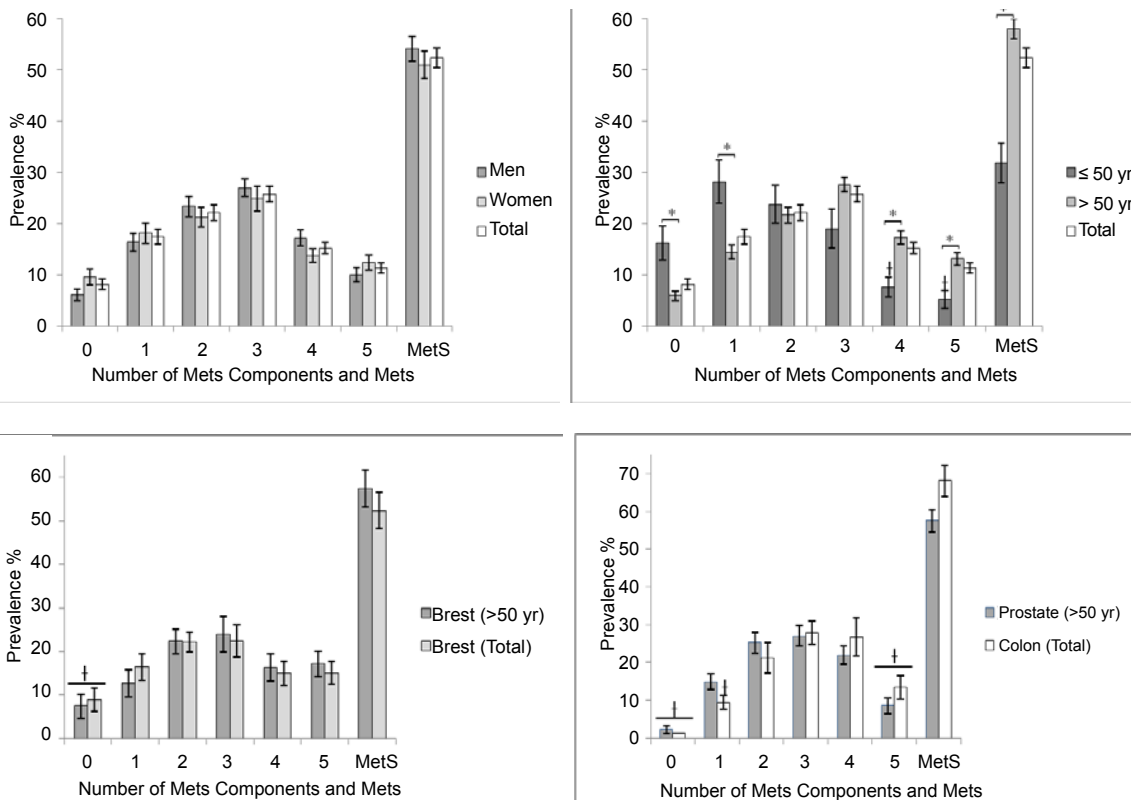 60
50
40
30
20
10
0
Prevalence %
Men
Women
Total
0 1 2 3 4 5 MetS
Number of Mets Components and Mets
60
50
40
30
20
10
0
Prevalence %
*
*
*
*
*
≤ 50 yr
> 50 yr
Total
0 1 2 3 4 5 MetS
Number of Mets Components and Mets
60
50
40
30
20
10
0
Prevalence %
Brest (>50 yr)
Brest (Total)
0 1 2 3 4 5 MetS
Number of Mets Components and Mets
70
60
50
40
30
20
10
0
Prevalence %
Prostate (>50 yr)
Colon (Total)
0 1 2 3 4 5 MetS
Number of Mets Components and Mets